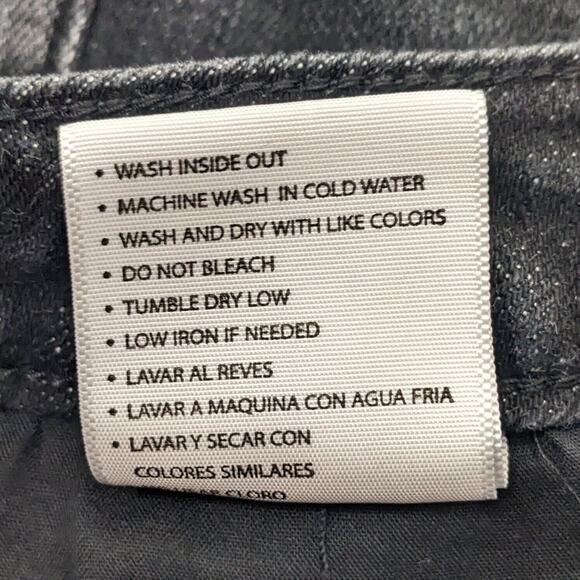 • WASH INSIDE OUT
• MACHINE WASH IN COLD WATER
• WASH AND DRY WITH LIKE COLORS
• DO NOT BLEACH
• TUMBLE DRY LOW
• LOW IRON IF NEEDED
• LAVAR AL REVES
• LAVAR A MAQUINA CON AGUA FRIA
• LAVAR Y SECAR CON
COLORES SIMILARES
CLORO